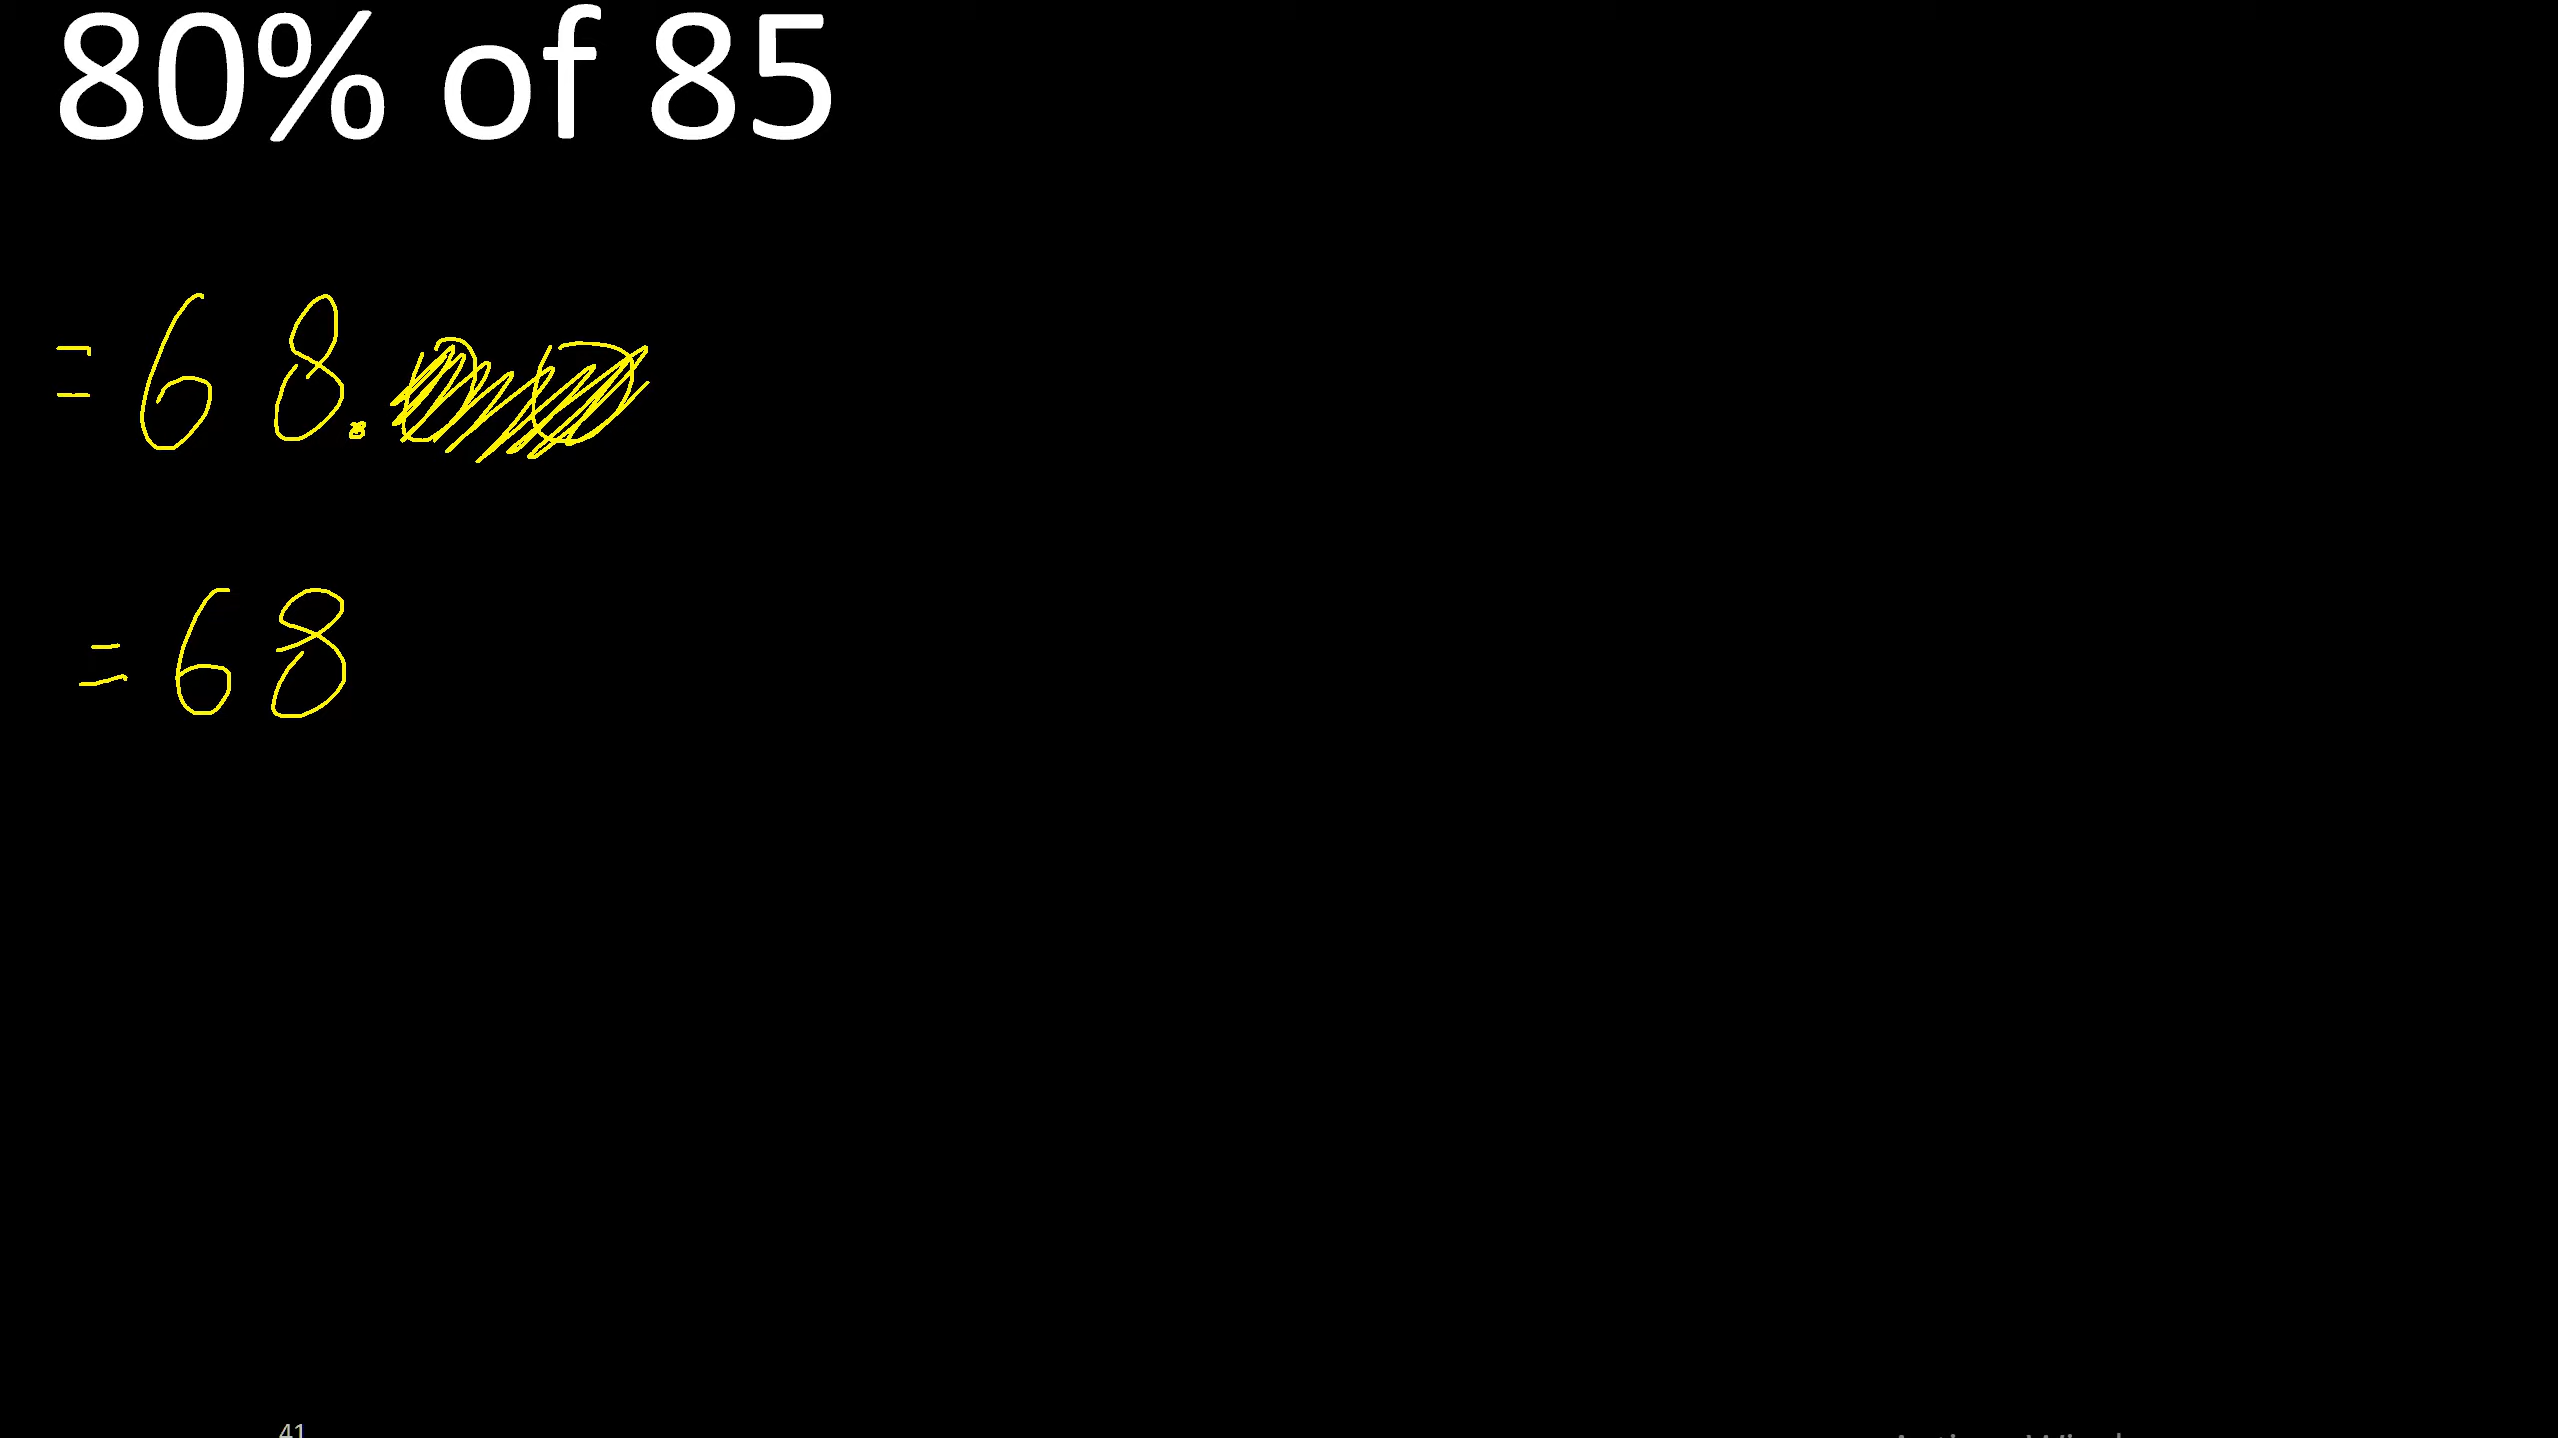 80% of 85
= 68.
= 68
41